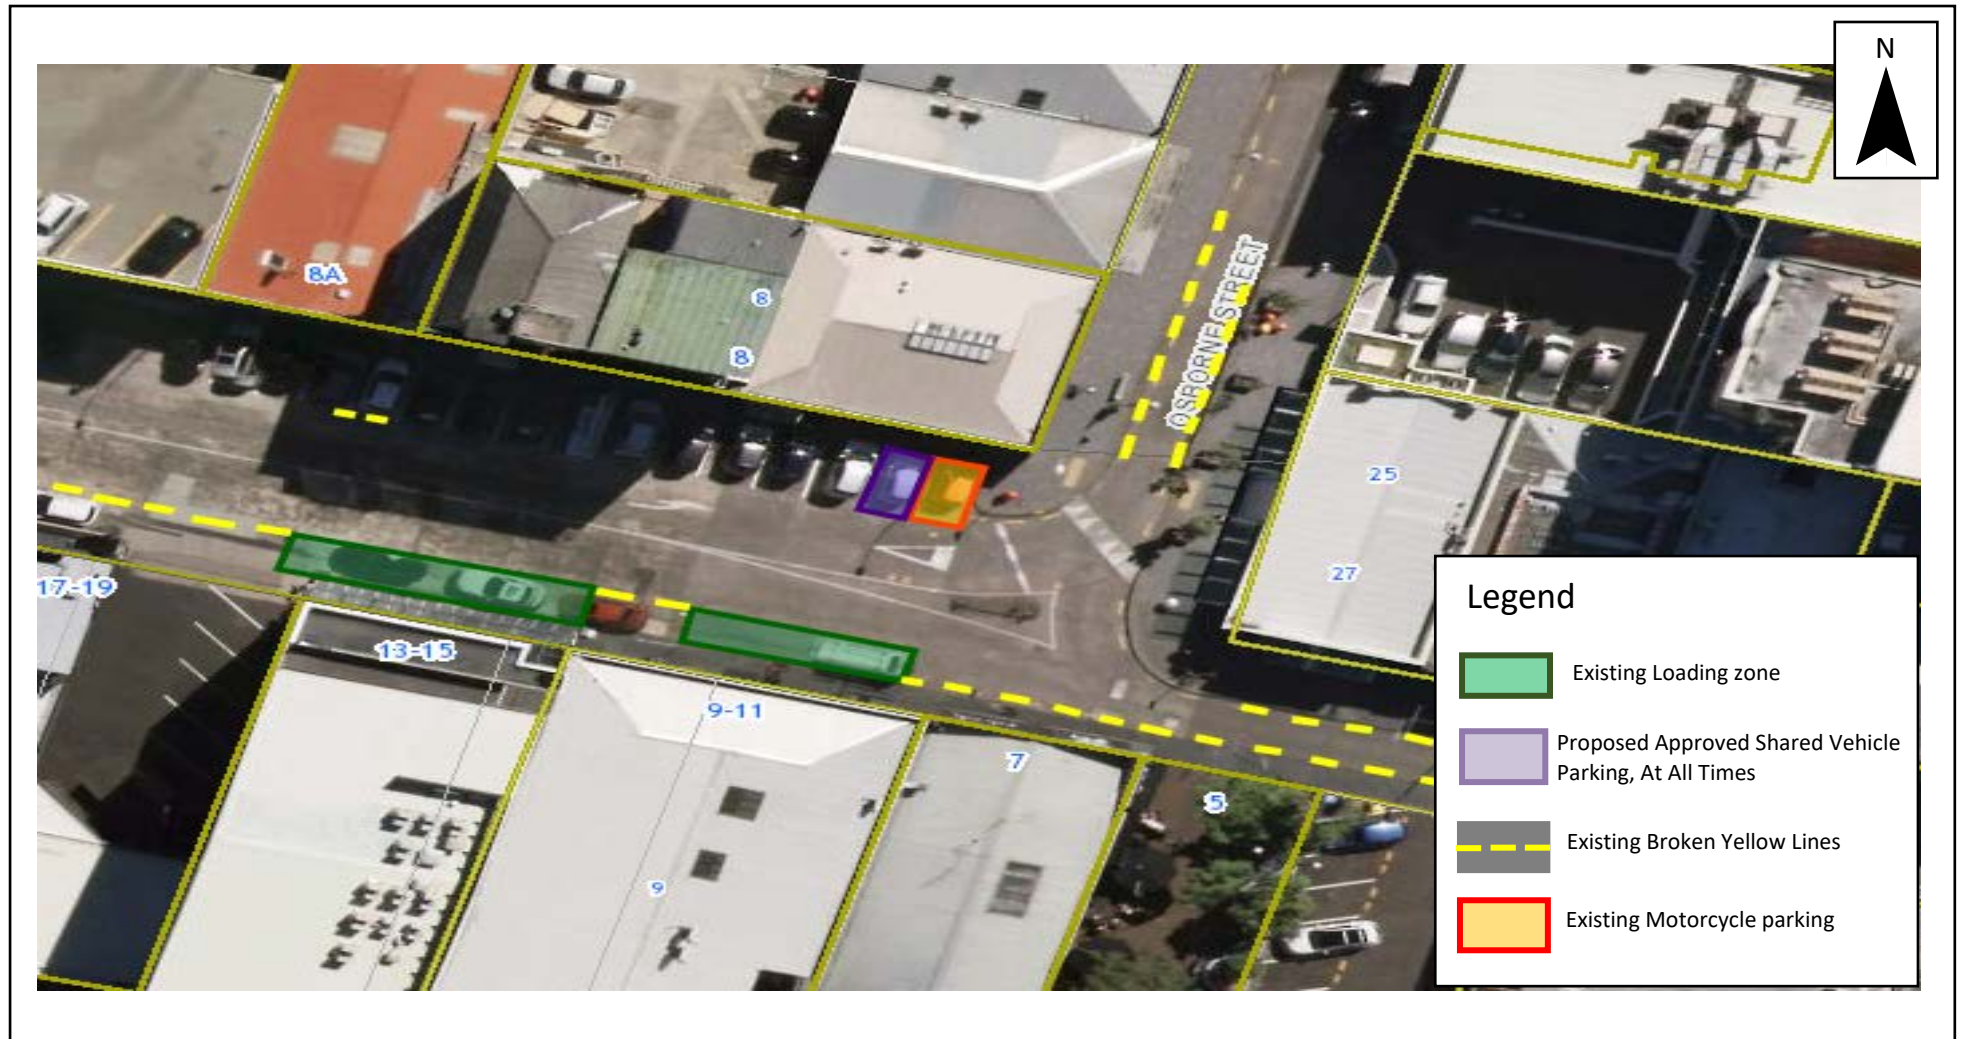 N
8A
8
8
OSBORNE STREET
25
27
17-19
13-15
9-11
7
5
9
Legend
Existing Loading zone
Proposed Approved Shared Vehicle
Parking, At All Times
Existing Broken Yellow Lines
Existing Motorcycle parking